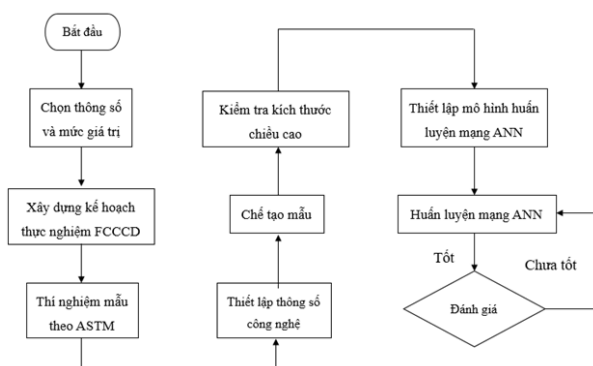 Bắt đầu
Chọn thông số
và mức giá trị
Xây dựng kế hoạch
thực nghiệm FCCCD
Thí nghiệm mẫu
theo ASTM
Kiểm tra kích thước
chiều cao
Chế tạo mẫu
Thiết lập thông số
công nghệ
Thiết lập mô hình huấn
luyện mạng ANN
Huấn luyện mạng ANN
Tốt
Chưa tốt
Đánh giá